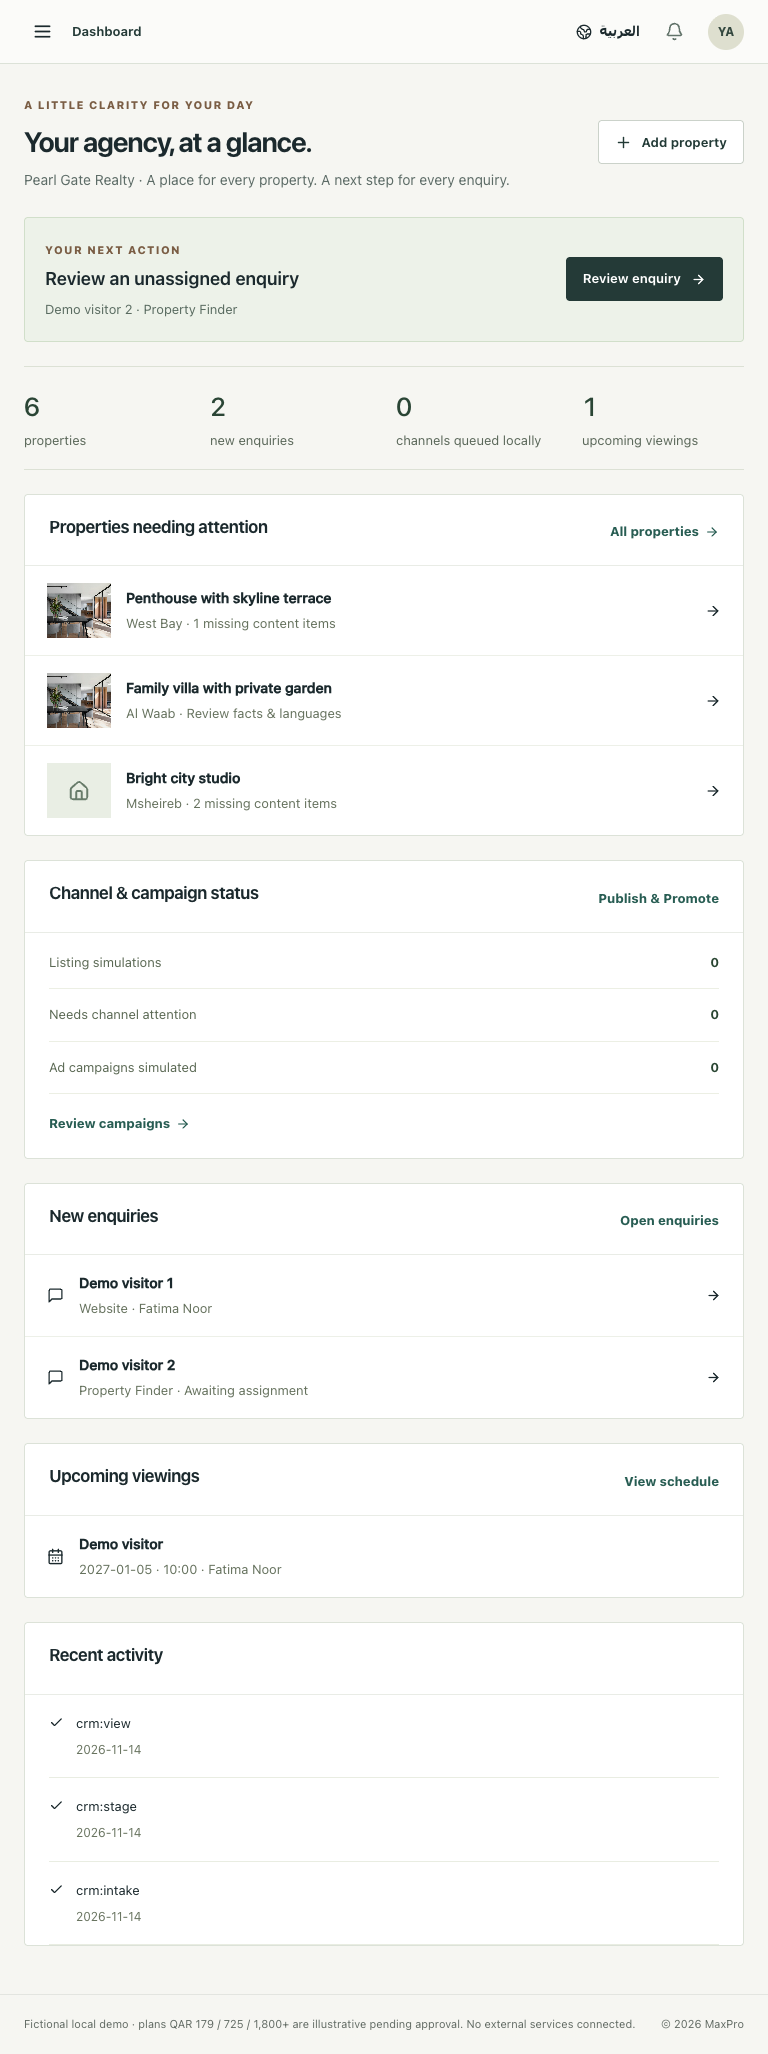 Dashboard
العربية
YA
A LITTLE CLARITY FOR YOUR DAY
Your agency, at a glance.
Add property
Pearl Gate Realty · A place for every property. A next step for every enquiry.
YOUR NEXT ACTION
Review an unassigned enquiry
Review enquiry
Demo visitor 2 · Property Finder
6
properties
2
new enquiries
0
channels queued locally
1
upcoming viewings
Properties needing attention
All properties
Penthouse with skyline terrace
West Bay · 1 missing content items
Family villa with private garden
Al Waab · Review facts & languages
Bright city studio
Msheireb · 2 missing content items
Channel & campaign status
Publish & Promote
Listing simulations 0
Needs channel attention 0
Ad campaigns simulated 0
Review campaigns
New enquiries
Open enquiries
Demo visitor 1
Website · Fatima Noor
Demo visitor 2
Property Finder · Awaiting assignment
Upcoming viewings
View schedule
Demo visitor
2027-01-05 · 10:00 · Fatima Noor
Recent activity
crm:view
2026-11-14
crm:stage
2026-11-14
crm:intake
2026-11-14
Fictional local demo · plans QAR 179 / 725 / 1,800+ are illustrative pending approval. No external services connected.
© 2026 MaxPro